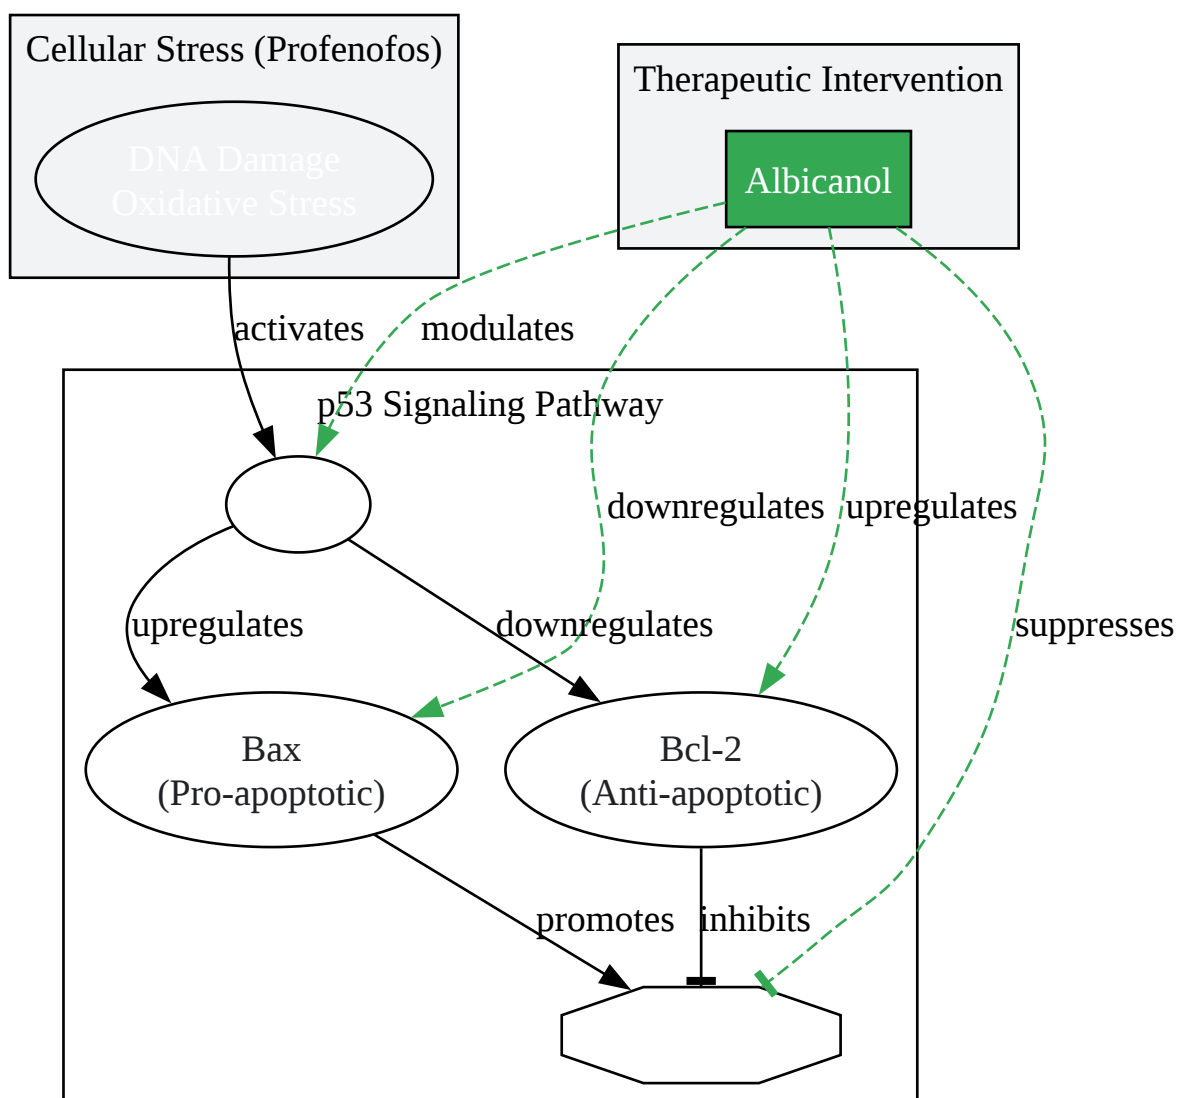 Cellular Stress (Profenofos)
Therapeutic Intervention
DNA Damage
Oxidative Stress
Albicanol
activates
modulates
p53 Signaling Pathway
downregulates
upregulates
upregulates
downregulates
suppresses
Bax
(Pro-apoptotic)
Bcl-2
(Anti-apoptotic)
promotes
inhibits